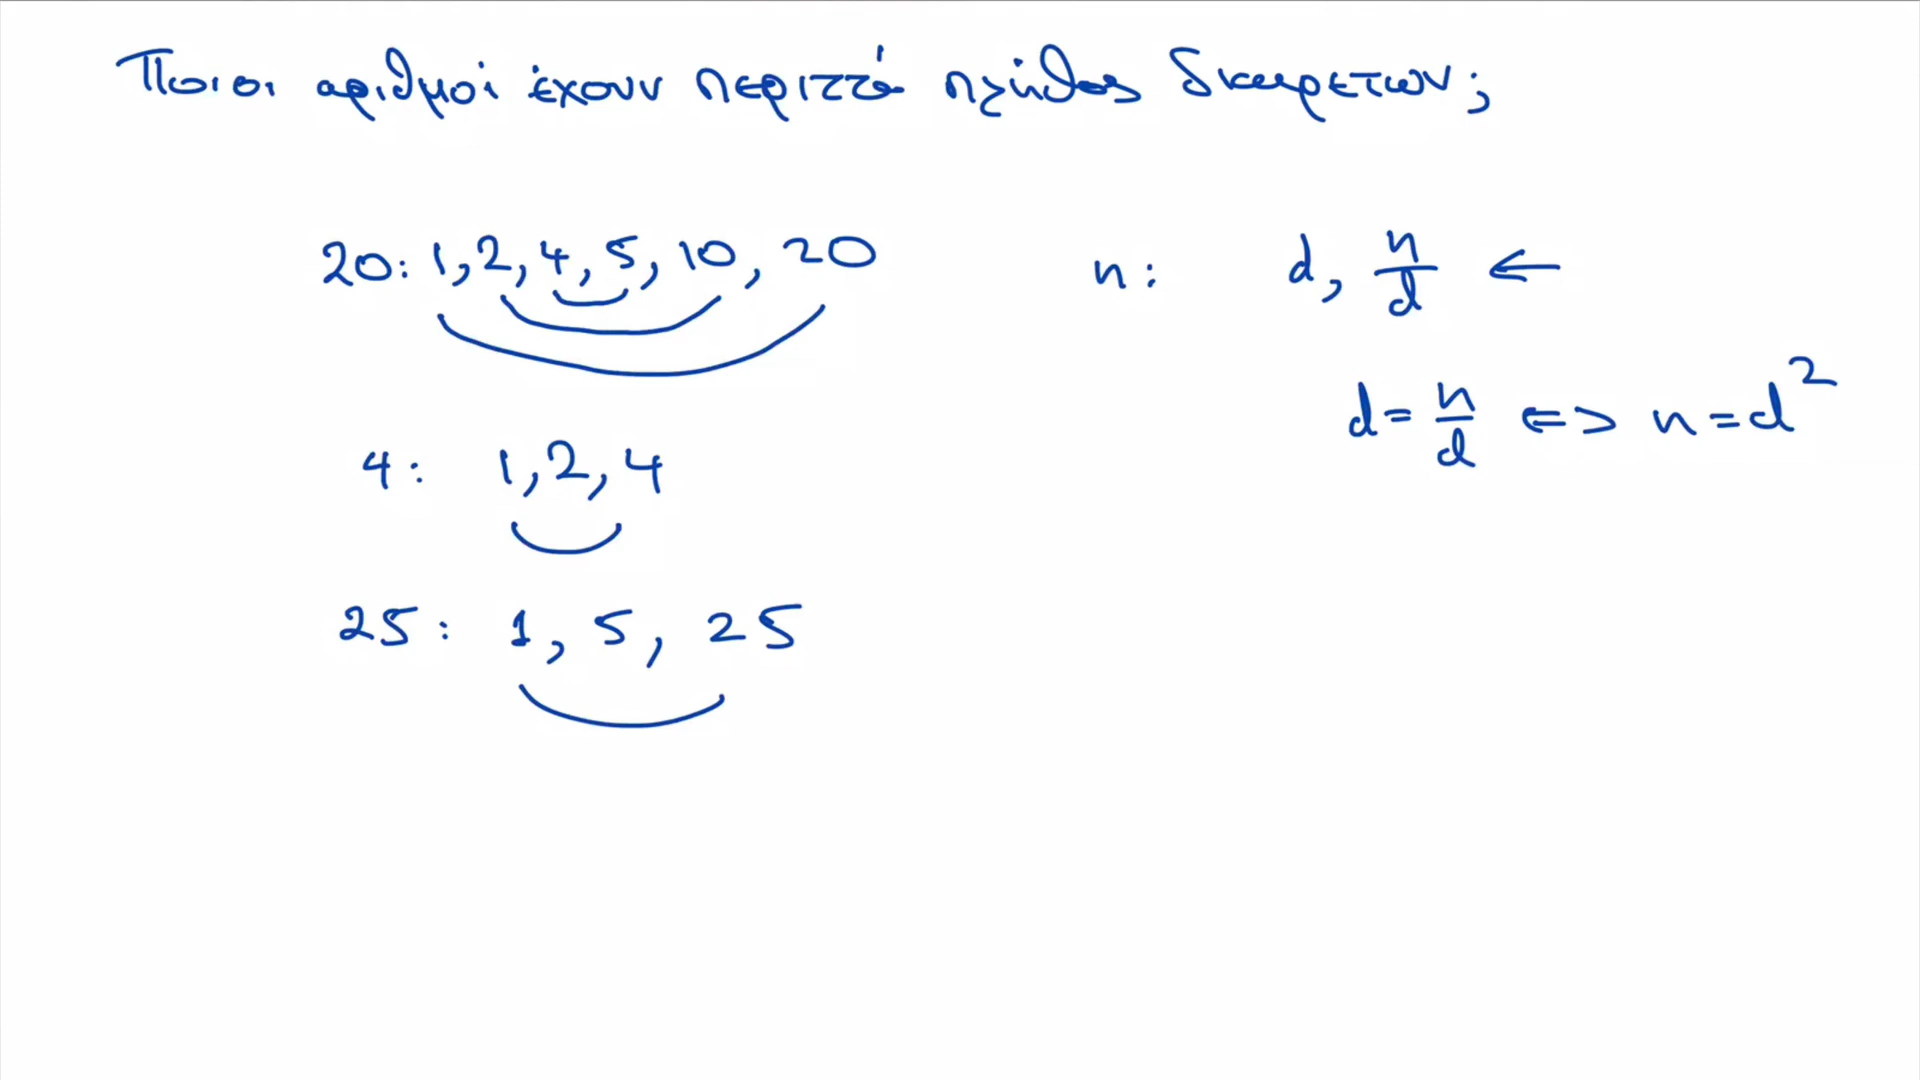 Ποιοι αριθμοί έχουν περιττό πλήθος διαιρετών;
20: 1, 2, 4, 5, 10, 20
4: 1, 2, 4
25: 1, 5, 25
n: d, n/d ←
d = n/d ⇔ n = d²